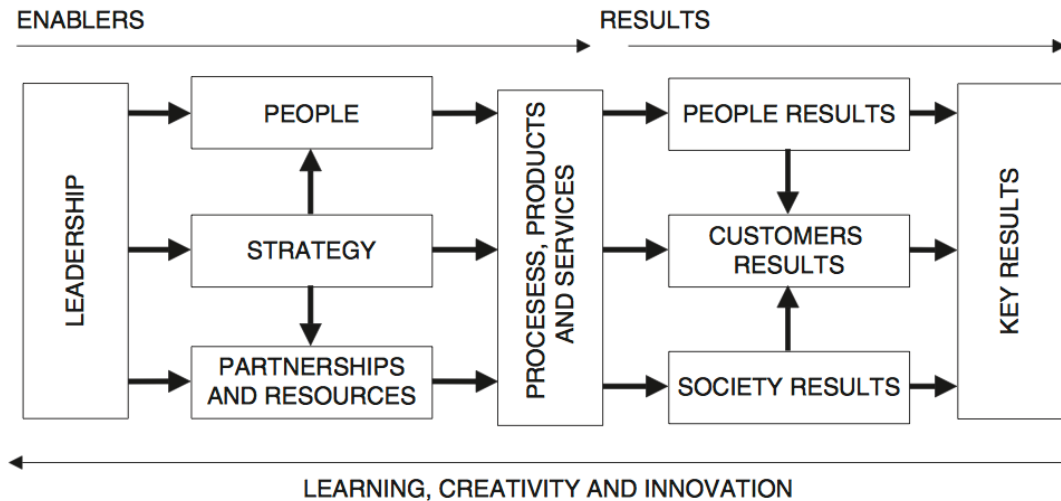 ENABLERS
RESULTS
LEADERSHIP
PEOPLE
STRATEGY
PARTNERSHIPS
AND RESOURCES
PROCESESS, PRODUCTS
AND SERVICES
PEOPLE RESULTS
CUSTOMERS
RESULTS
SOCIETY RESULTS
KEY RESULTS
LEARNING, CREATIVITY AND INNOVATION